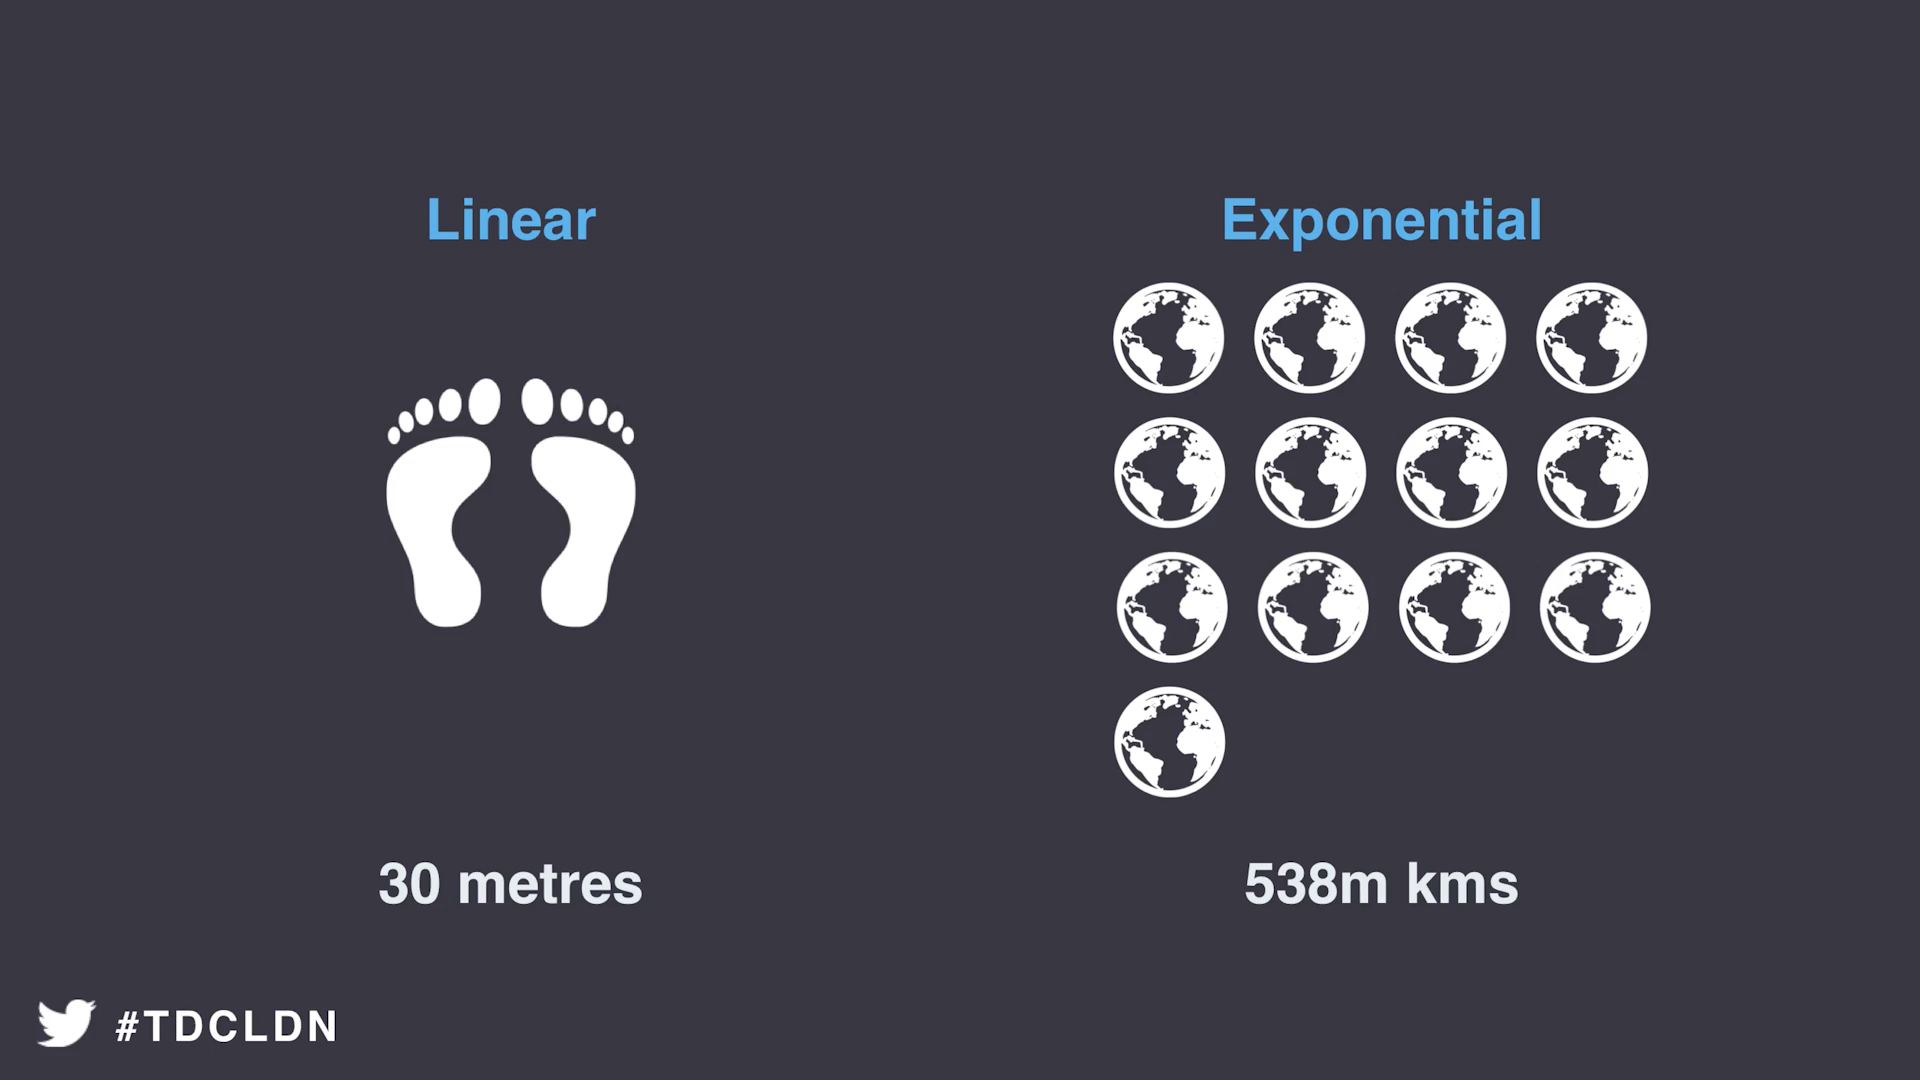 Linear
Exponential
30 metres
538m kms
#TDCLDN